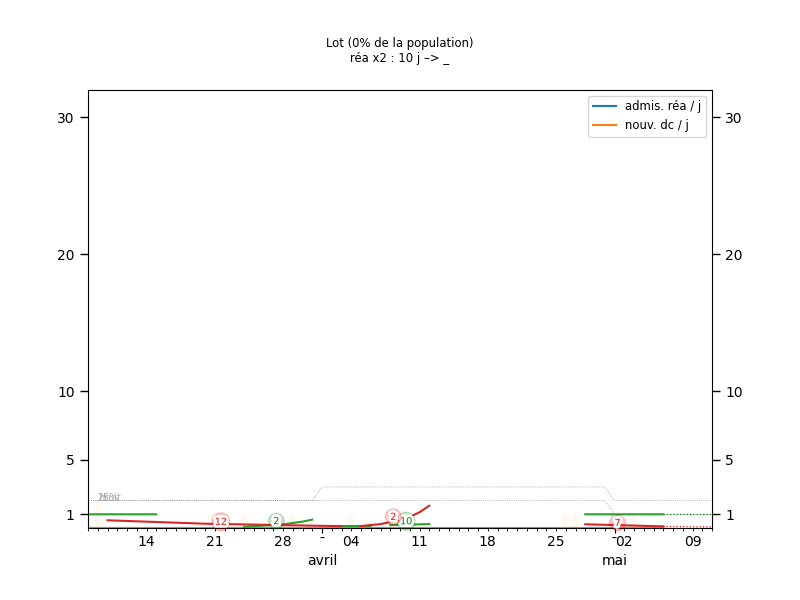 Lot (0% de la population)
réa x2 : 10 j –> _
admis. réa / j
nouv. dc / j
30 30
20 20
10 10
5 5
1 1
12 2 2 10 7
14 21 28 - 04 11 18 25 - 02 09
avril mai